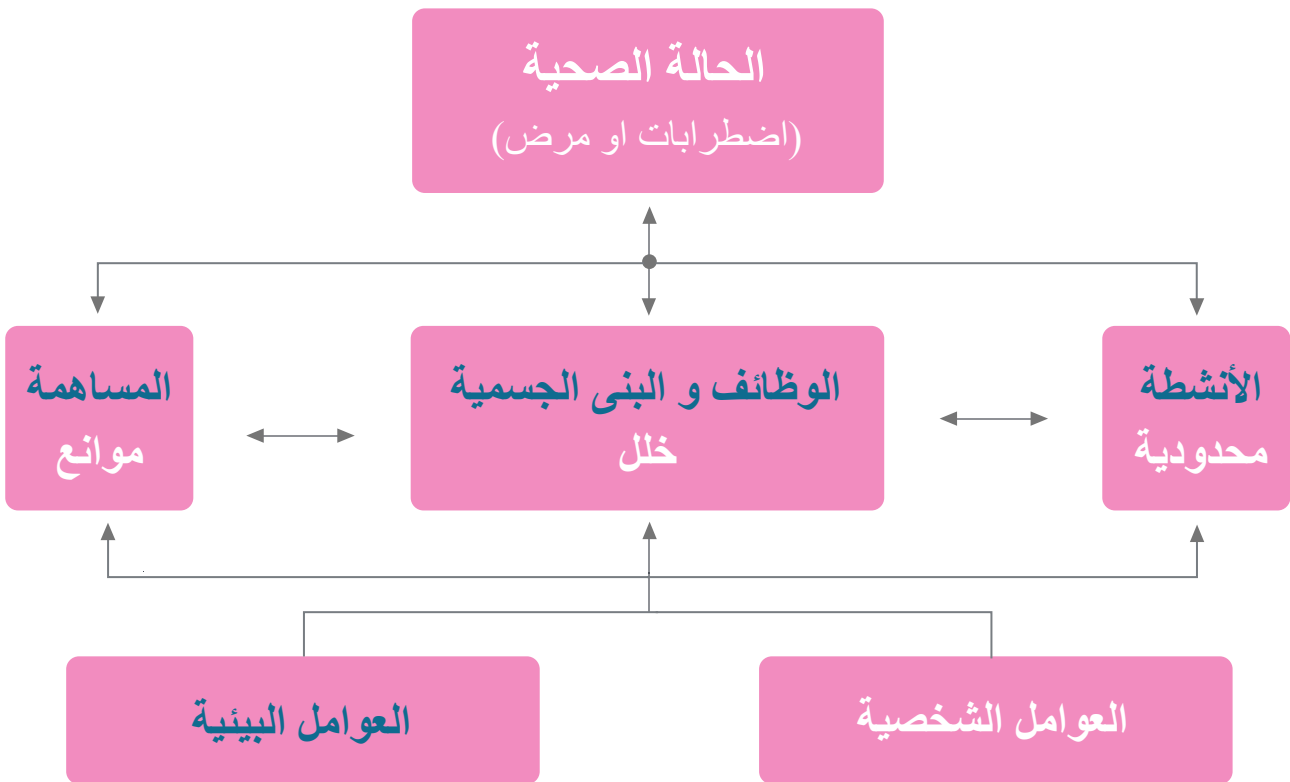 الحالة الصحية
(اضطرابات او مرض)
الأنشطة
محدودية
الوظائف و البنى الجسمية
خلل
المساهمة
موانع
العوامل الشخصية
العوامل البيئية